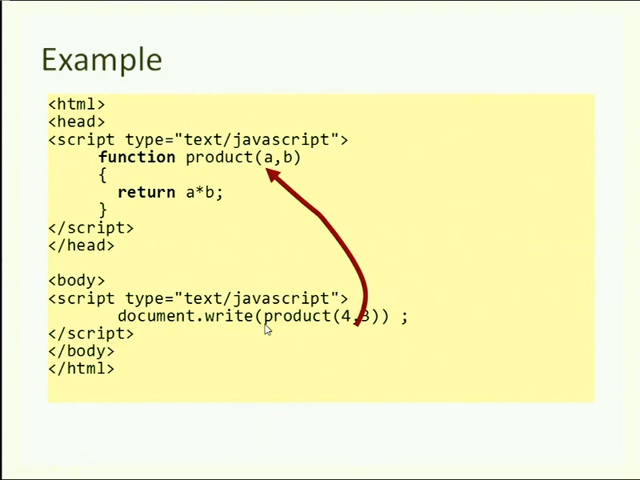 Example
<html>
<head>
<script type="text/javascript">
function product(a,b)
{
return a*b;
}
</script>
</head>
<body>
<script type="text/javascript">
document.write(product(4,3)) ;
</script>
</body>
</html>